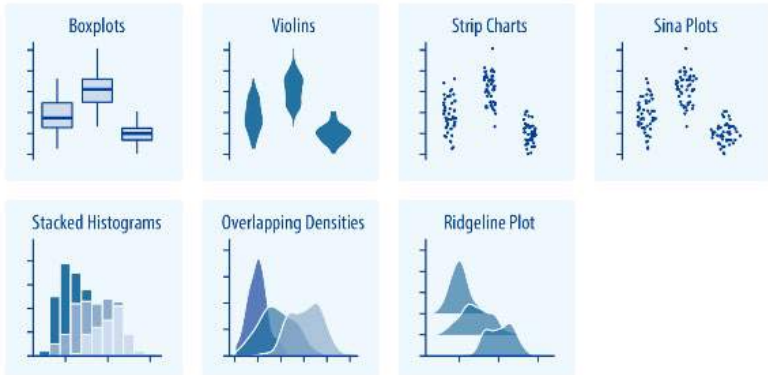 Boxplots
Violins
Strip Charts
Sina Plots
Stacked Histograms
Overlapping Densities
Ridgeline Plot